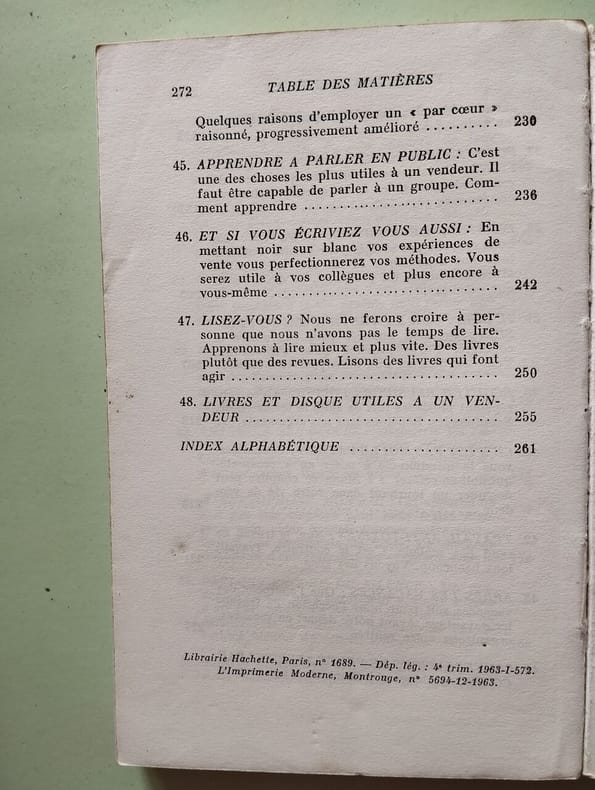 272 TABLE DES MATIÈRES
Quelques raisons d'employer un « par cœur »
raisonné, progressivement amélioré .......... 230
45. APPRENDRE A PARLER EN PUBLIC : C'est
une des choses les plus utiles à un vendeur. Il
faut être capable de parler à un groupe. Com-
ment apprendre .......................... 236
46. ET SI VOUS ÉCRIVIEZ VOUS AUSSI : En
mettant noir sur blanc vos expériences de
vente vous perfectionnerez vos méthodes. Vous
serez utile à vos collègues et plus encore à
vous-même .............................. 242
47. LISEZ-VOUS ? Nous ne ferons croire à per-
sonne que nous n'avons pas le temps de lire.
Apprenons à lire mieux et plus vite. Des livres
plutôt que des revues. Lisons des livres qui font
agir .................................... 250
48. LIVRES ET DISQUE UTILES A UN VEN-
DEUR .................................. 255
INDEX ALPHABÉTIQUE .................... 261
Librairie Hachette, Paris, n° 1689. — Dép. lég. : 4e trim. 1963-I-572.
L'Imprimerie Moderne, Montrouge, n° 5694-12-1963.